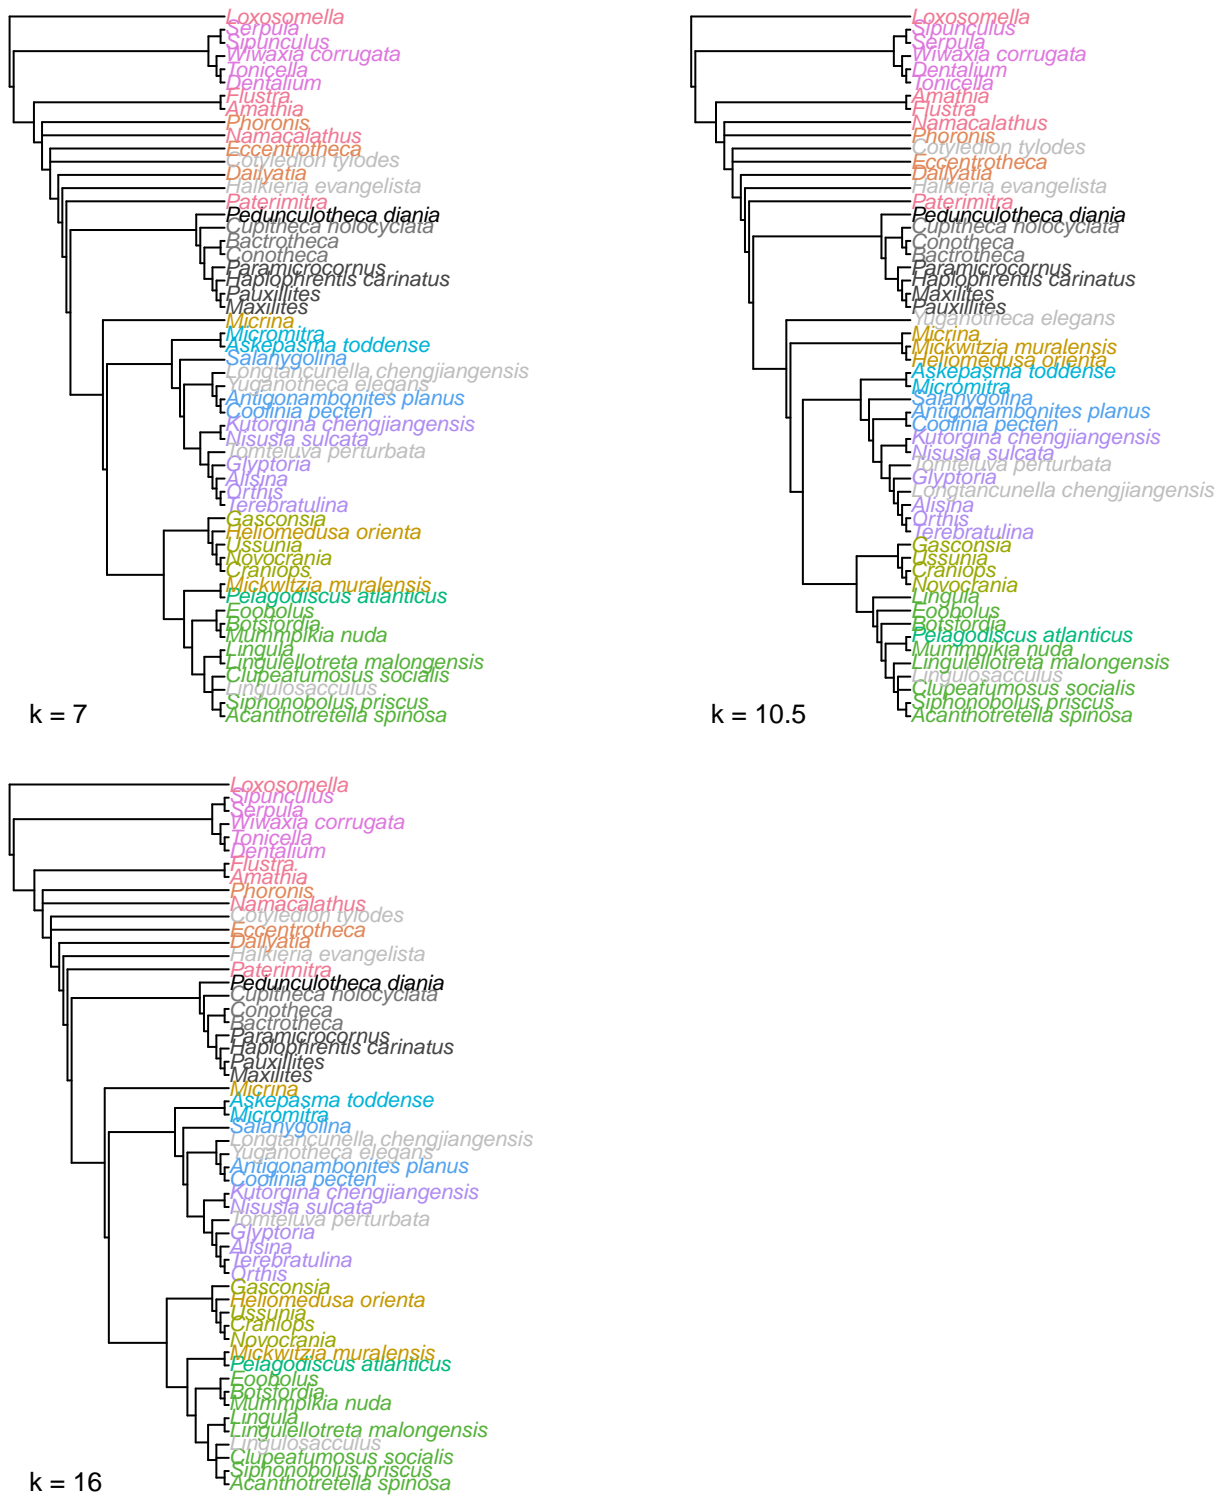 Loxosomella
Serpula
Sipunculus
Wiwaxia corrugata
Tonicella
Dentalium
Flustra
Amathia
Phoronis
Namacalathus
Eccentrotheca
Cotyledion tylodes
Dailyatia
Halkieria evangelista
Paterimitra
Pedunculotheca diania
Cupitheca holocyclata
Bactrotheca
Conotheca
Paramicrocornus
Haplophrentis carinatus
Pauxillites
Maxilites
Micrina
Micromitra
Askepasma toddense
Salanygolina
Longtancunella chengjiangensis
Yuganotheca elegans
Antigonambonites planus
Coolinia pecten
Kutorgina chengjiangensis
Nisusia sulcata
Tomteluva perturbata
Glyptoria
Alisina
Orthis
Terebratulina
Gasconsia
Heliomedusa orienta
Ussunia
Novocrania
Craniops
Mickwitzia muralensis
Pelagodiscus atlanticus
Eoobolus
Botsfordia
Mummpikia nuda
Lingula
Lingulellotreta malongensis
Clupeafumosus socialis
Lingulosacculus
Siphonobolus priscus
Acanthotretella spinosa
k = 7
Loxosomella
Sipunculus
Serpula
Wiwaxia corrugata
Dentalium
Tonicella
Amathia
Flustra
Namacalathus
Phoronis
Cotyledion tylodes
Eccentrotheca
Dailyatia
Halkieria evangelista
Paterimitra
Pedunculotheca diania
Cupitheca holocyclata
Conotheca
Bactrotheca
Paramicrocornus
Haplophrentis carinatus
Maxilites
Pauxillites
Yuganotheca elegans
Micrina
Mickwitzia muralensis
Heliomedusa orienta
Askepasma toddense
Micromitra
Salanygolina
Antigonambonites planus
Coolinia pecten
Kutorgina chengjiangensis
Nisusia sulcata
Tomteluva perturbata
Glyptoria
Longtancunella chengjiangensis
Alisina
Orthis
Terebratulina
Gasconsia
Ussunia
Craniops
Novocrania
Lingula
Eoobolus
Botsfordia
Pelagodiscus atlanticus
Mummpikia nuda
Lingulellotreta malongensis
Lingulosacculus
Clupeafumosus socialis
Siphonobolus priscus
Acanthotretella spinosa
k = 10.5
Loxosomella
Sipunculus
Serpula
Wiwaxia corrugata
Tonicella
Dentalium
Flustra
Amathia
Phoronis
Namacalathus
Cotyledion tylodes
Eccentrotheca
Dailyatia
Halkieria evangelista
Paterimitra
Pedunculotheca diania
Cupitheca holocyclata
Conotheca
Bactrotheca
Paramicrocornus
Haplophrentis carinatus
Pauxillites
Maxilites
Micrina
Askepasma toddense
Micromitra
Salanygolina
Longtancunella chengjiangensis
Yuganotheca elegans
Antigonambonites planus
Coolinia pecten
Kutorgina chengjiangensis
Nisusia sulcata
Tomteluva perturbata
Glyptoria
Alisina
Terebratulina
Orthis
Gasconsia
Heliomedusa orienta
Ussunia
Craniops
Novocrania
Mickwitzia muralensis
Pelagodiscus atlanticus
Eoobolus
Botsfordia
Mummpikia nuda
Lingula
Lingulellotreta malongensis
Lingulosacculus
Clupeafumosus socialis
Siphonobolus priscus
Acanthotretella spinosa
k = 16